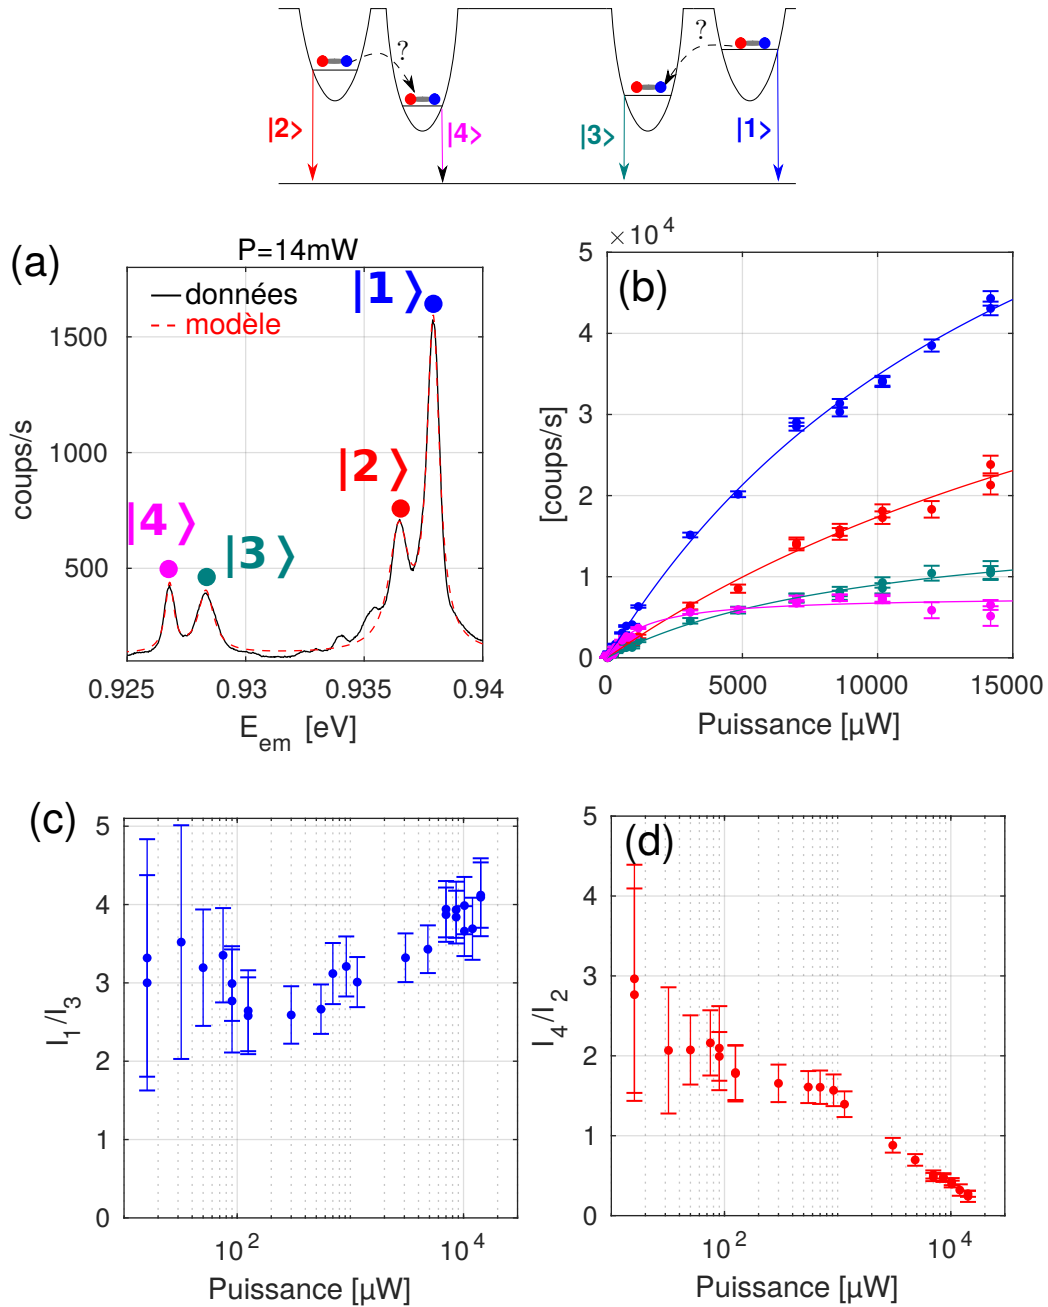 ? ?
|2> |4> |3> |1>
(a) P=14mW
données
modèle
|1⟩
|2⟩
|4⟩ |3⟩
1500
1000
500
coups/s
0.925 0.93 0.935 0.94
E_em [eV]
(b)
× 10^4
5
4
3
2
1
0
[coups/s]
0 5000 10000 15000
Puissance [µW]
(c)
5
4
3
2
1
0
I_1/I_3
10^2 10^4
Puissance [µW]
(d)
5
4
3
2
1
0
I_4/I_2
10^2 10^4
Puissance [µW]